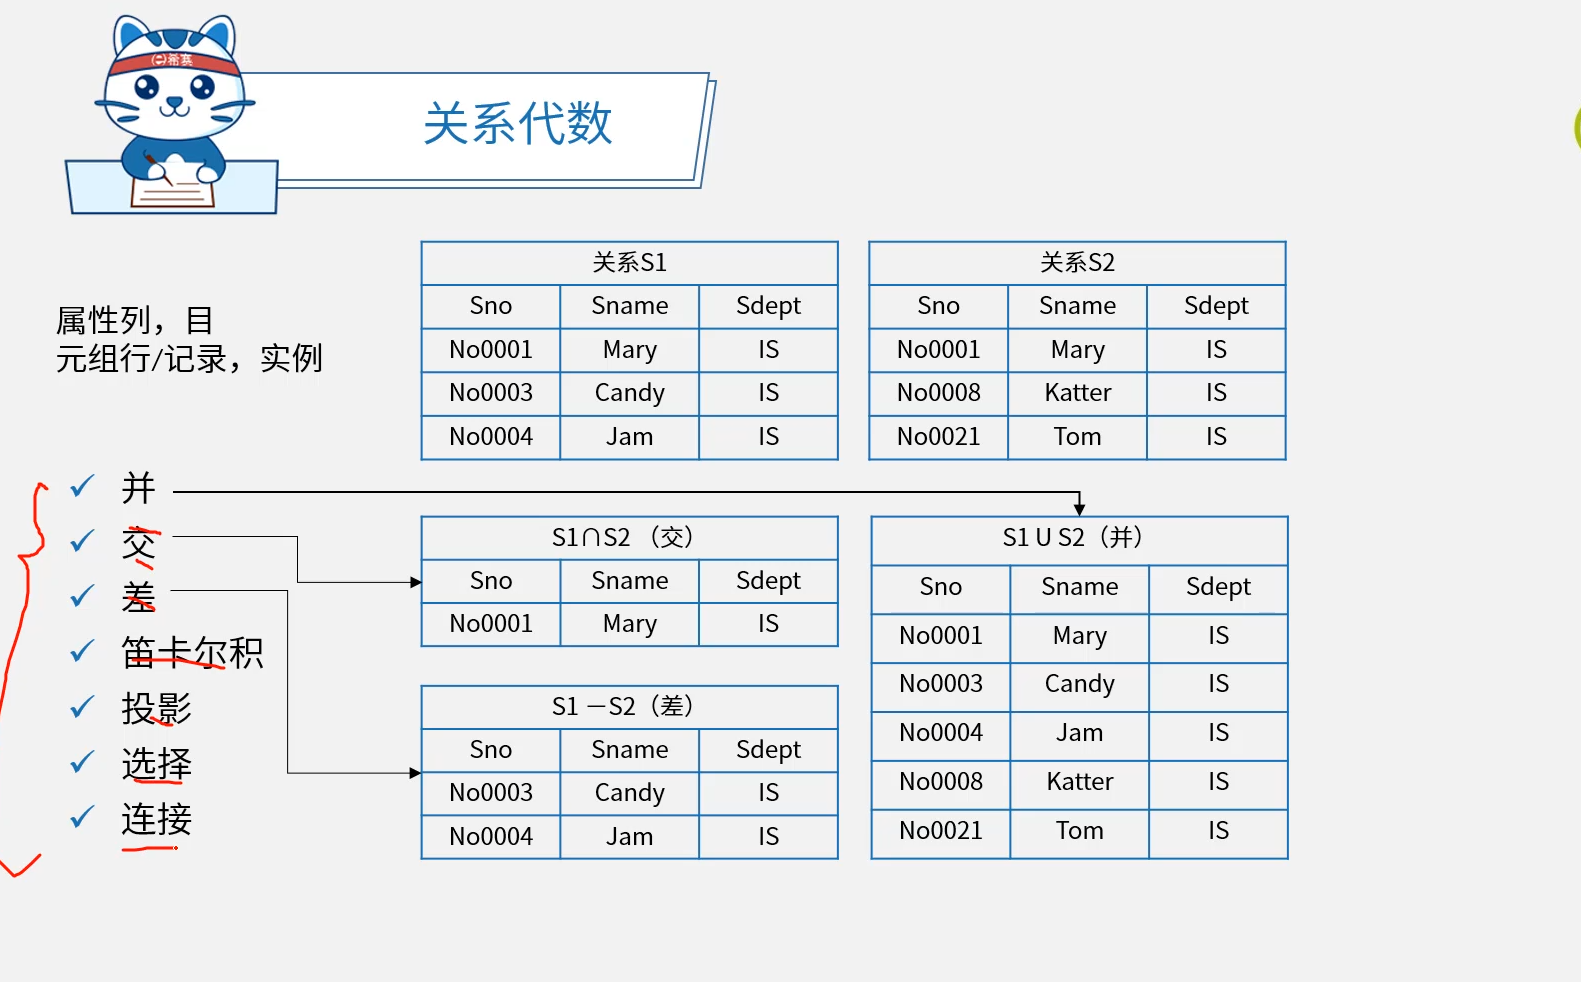 希赛
关系代数
属性列，目
元组行/记录，实例
关系S1
Sno Sname Sdept
No0001 Mary IS
No0003 Candy IS
No0004 Jam IS
关系S2
Sno Sname Sdept
No0001 Mary IS
No0008 Katter IS
No0021 Tom IS
并
交
差
笛卡尔积
投影
选择
连接
S1∩S2 （交）
Sno Sname Sdept
No0001 Mary IS
S1 －S2（差）
Sno Sname Sdept
No0003 Candy IS
No0004 Jam IS
S1 U S2（并）
Sno Sname Sdept
No0001 Mary IS
No0003 Candy IS
No0004 Jam IS
No0008 Katter IS
No0021 Tom IS